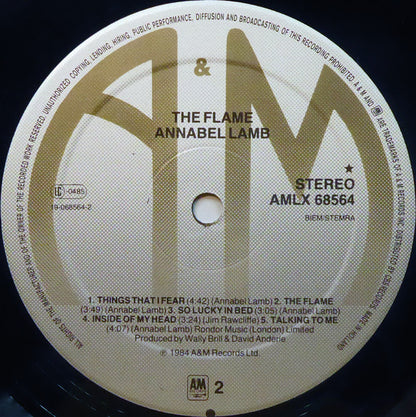 UNAUTHORIZED COPYING, LENDING, HIRING, PUBLIC PERFORMANCE, DIFFUSION AND BROADCASTING OF THIS RECORDING PROHIBITED. A & M AND
ARE TRADEMARKS OF A & M RECORDS
BY CBS RECORDS. MADE IN HOLLAND
ALL RIGHTS OF THE MANUFACTURER AND OF THE OWNER OF THE RECORDED WORK RESERVED
A & M
THE FLAME
ANNABEL LAMB
LC -0485
19-068564-2
★
STEREO
AMLX 68564
BIEM/STEMRA
1. THINGS THAT I FEAR (4:42) (Annabel Lamb) 2. THE FLAME
(3:49) (Annabel Lamb) 3. SO LUCKY IN BED (3:05) (Annabel Lamb)
4. INSIDE OF MY HEAD (3:24) (Jim Rawcliffe) 5. TALKING TO ME
(4:07) (Annabel Lamb) Rondor Music (London) Limited
Produced by Wally Brill & David Anderle
℗ 1984 A&M Records Ltd.
A&M
2